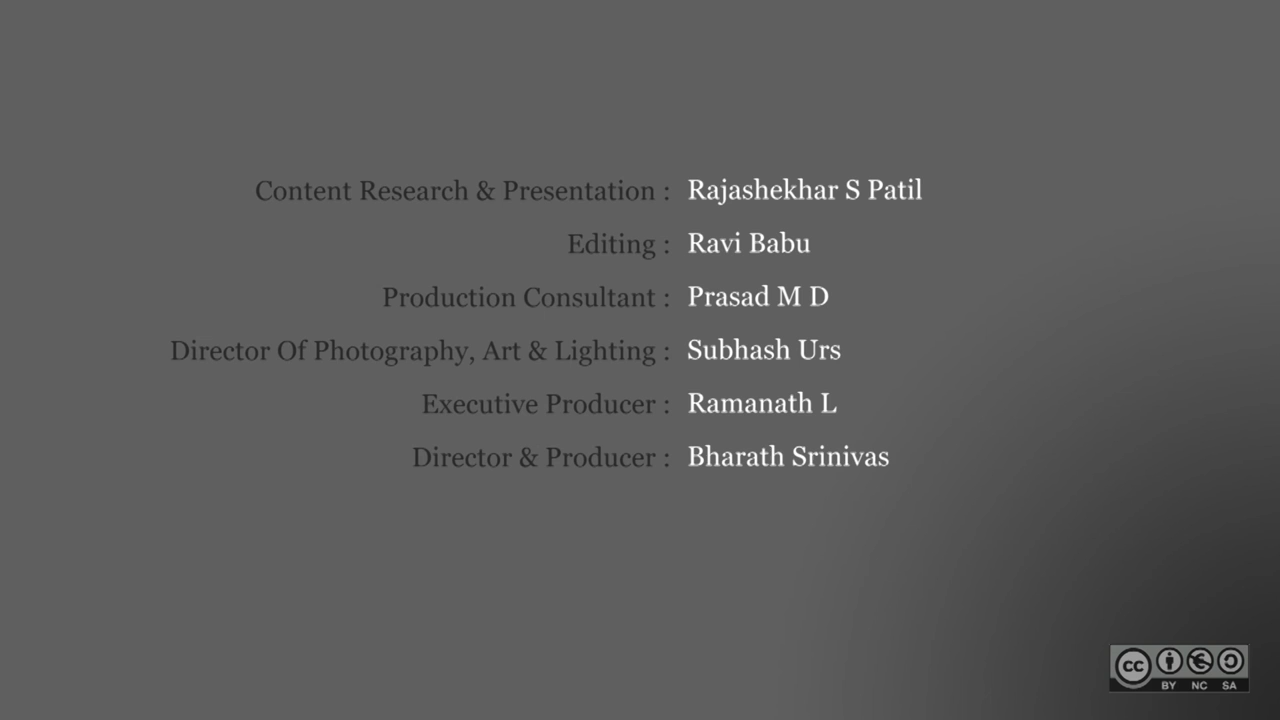 Content Research & Presentation : Rajashekhar S Patil
Editing : Ravi Babu
Production Consultant : Prasad M D
Director Of Photography, Art & Lighting : Subhash Urs
Executive Producer : Ramanath L
Director & Producer : Bharath Srinivas
cc
BY NC SA